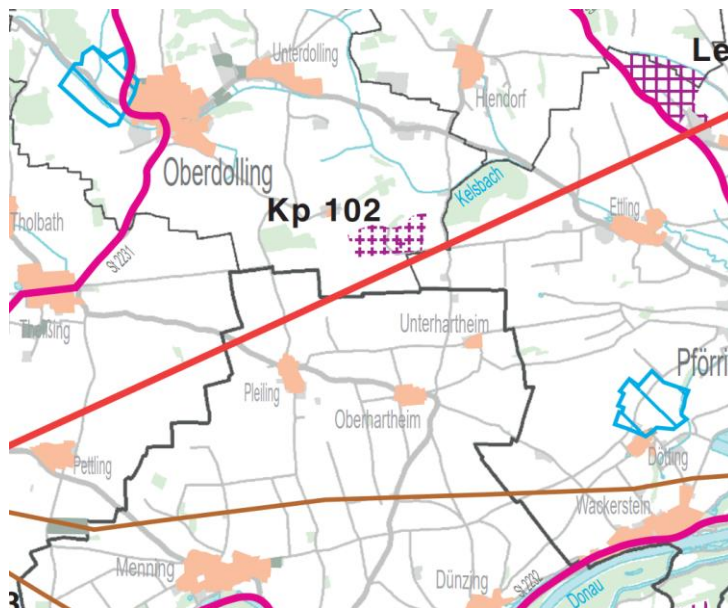 Unterdolling
Le
Hiendorf
Oberdolling
Kelsbach
Kp 102
Ettling
Tholbath
St 2231
Unterhartheim
Theißing
Pförri
Pleiling
Oberhartheim
Dötting
Pettling
Wackerstein
Menning
Dünzing
St 2232
Donau